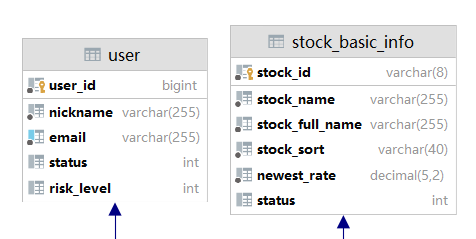 user
user_id bigint
nickname varchar(255)
email varchar(255)
status int
risk_level int
stock_basic_info
stock_id varchar(8)
stock_name varchar(255)
stock_full_name varchar(255)
stock_sort varchar(40)
newest_rate decimal(5,2)
status int